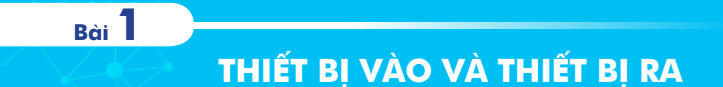 Bài 1
THIẾT BỊ VÀO VÀ THIẾT BỊ RA